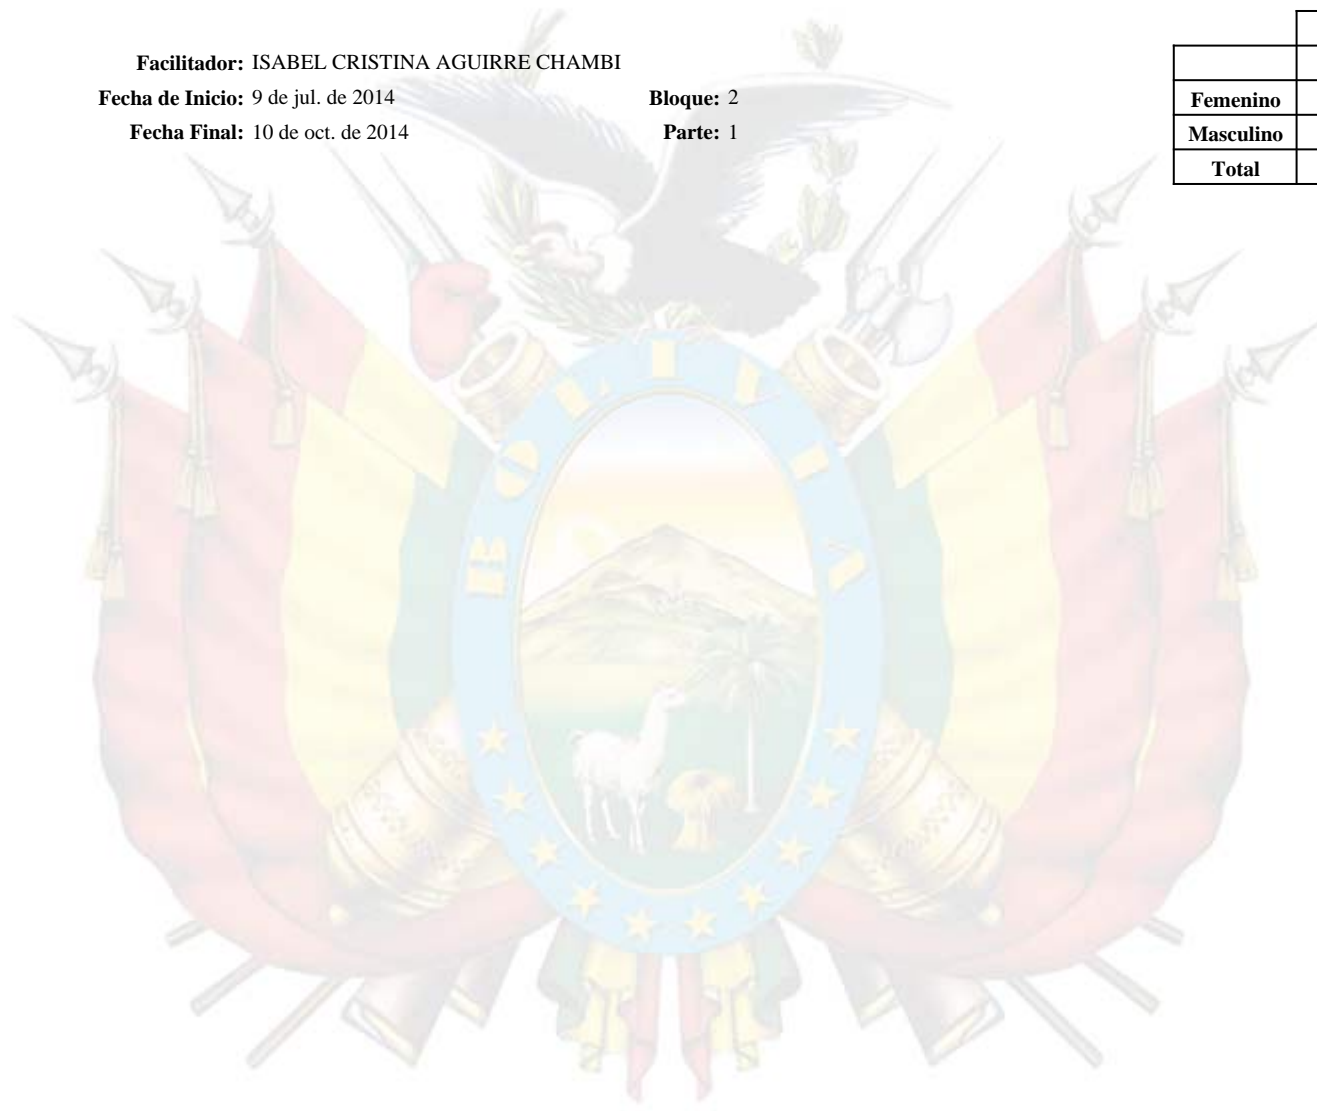 Facilitador: ISABEL CRISTINA AGUIRRE CHAMBI
Fecha de Inicio: 9 de jul. de 2014 Bloque: 2
Fecha Final: 10 de oct. de 2014 Parte: 1
Femenino
Masculino
Total
BOLIVIA